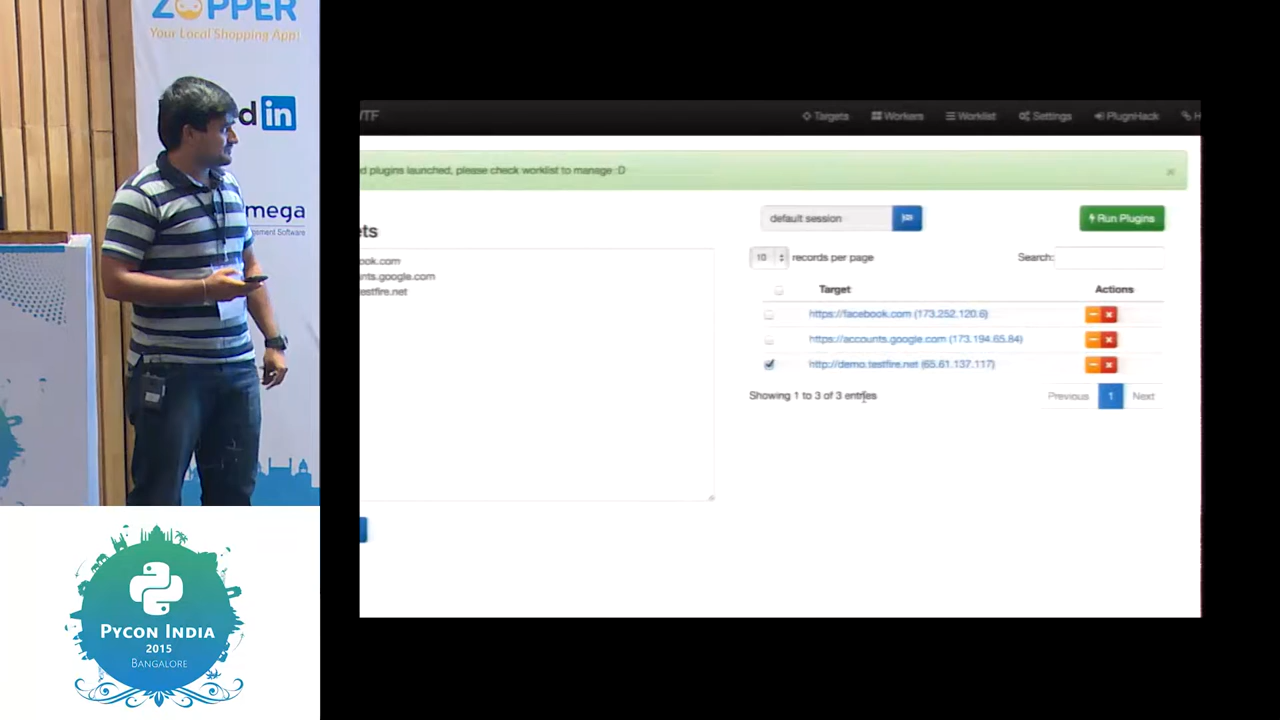 ZOPPER
Your Local Shopping App!
d in
mega
gement Software
PYCON INDIA
2015
BANGALORE
TF
Targets
Workers
Worklist
Settings
PlugnHack
H
d plugins launched, please check worklist to manage :D
×
ets
default session
Run Plugins
ook.com
nts.google.com
estfire.net
10 records per page
Search:
Target Actions
https://facebook.com (173.252.120.6)
https://accounts.google.com (173.194.65.84)
http://demo.testfire.net (65.61.137.117)
Showing 1 to 3 of 3 entries
Previous 1 Next